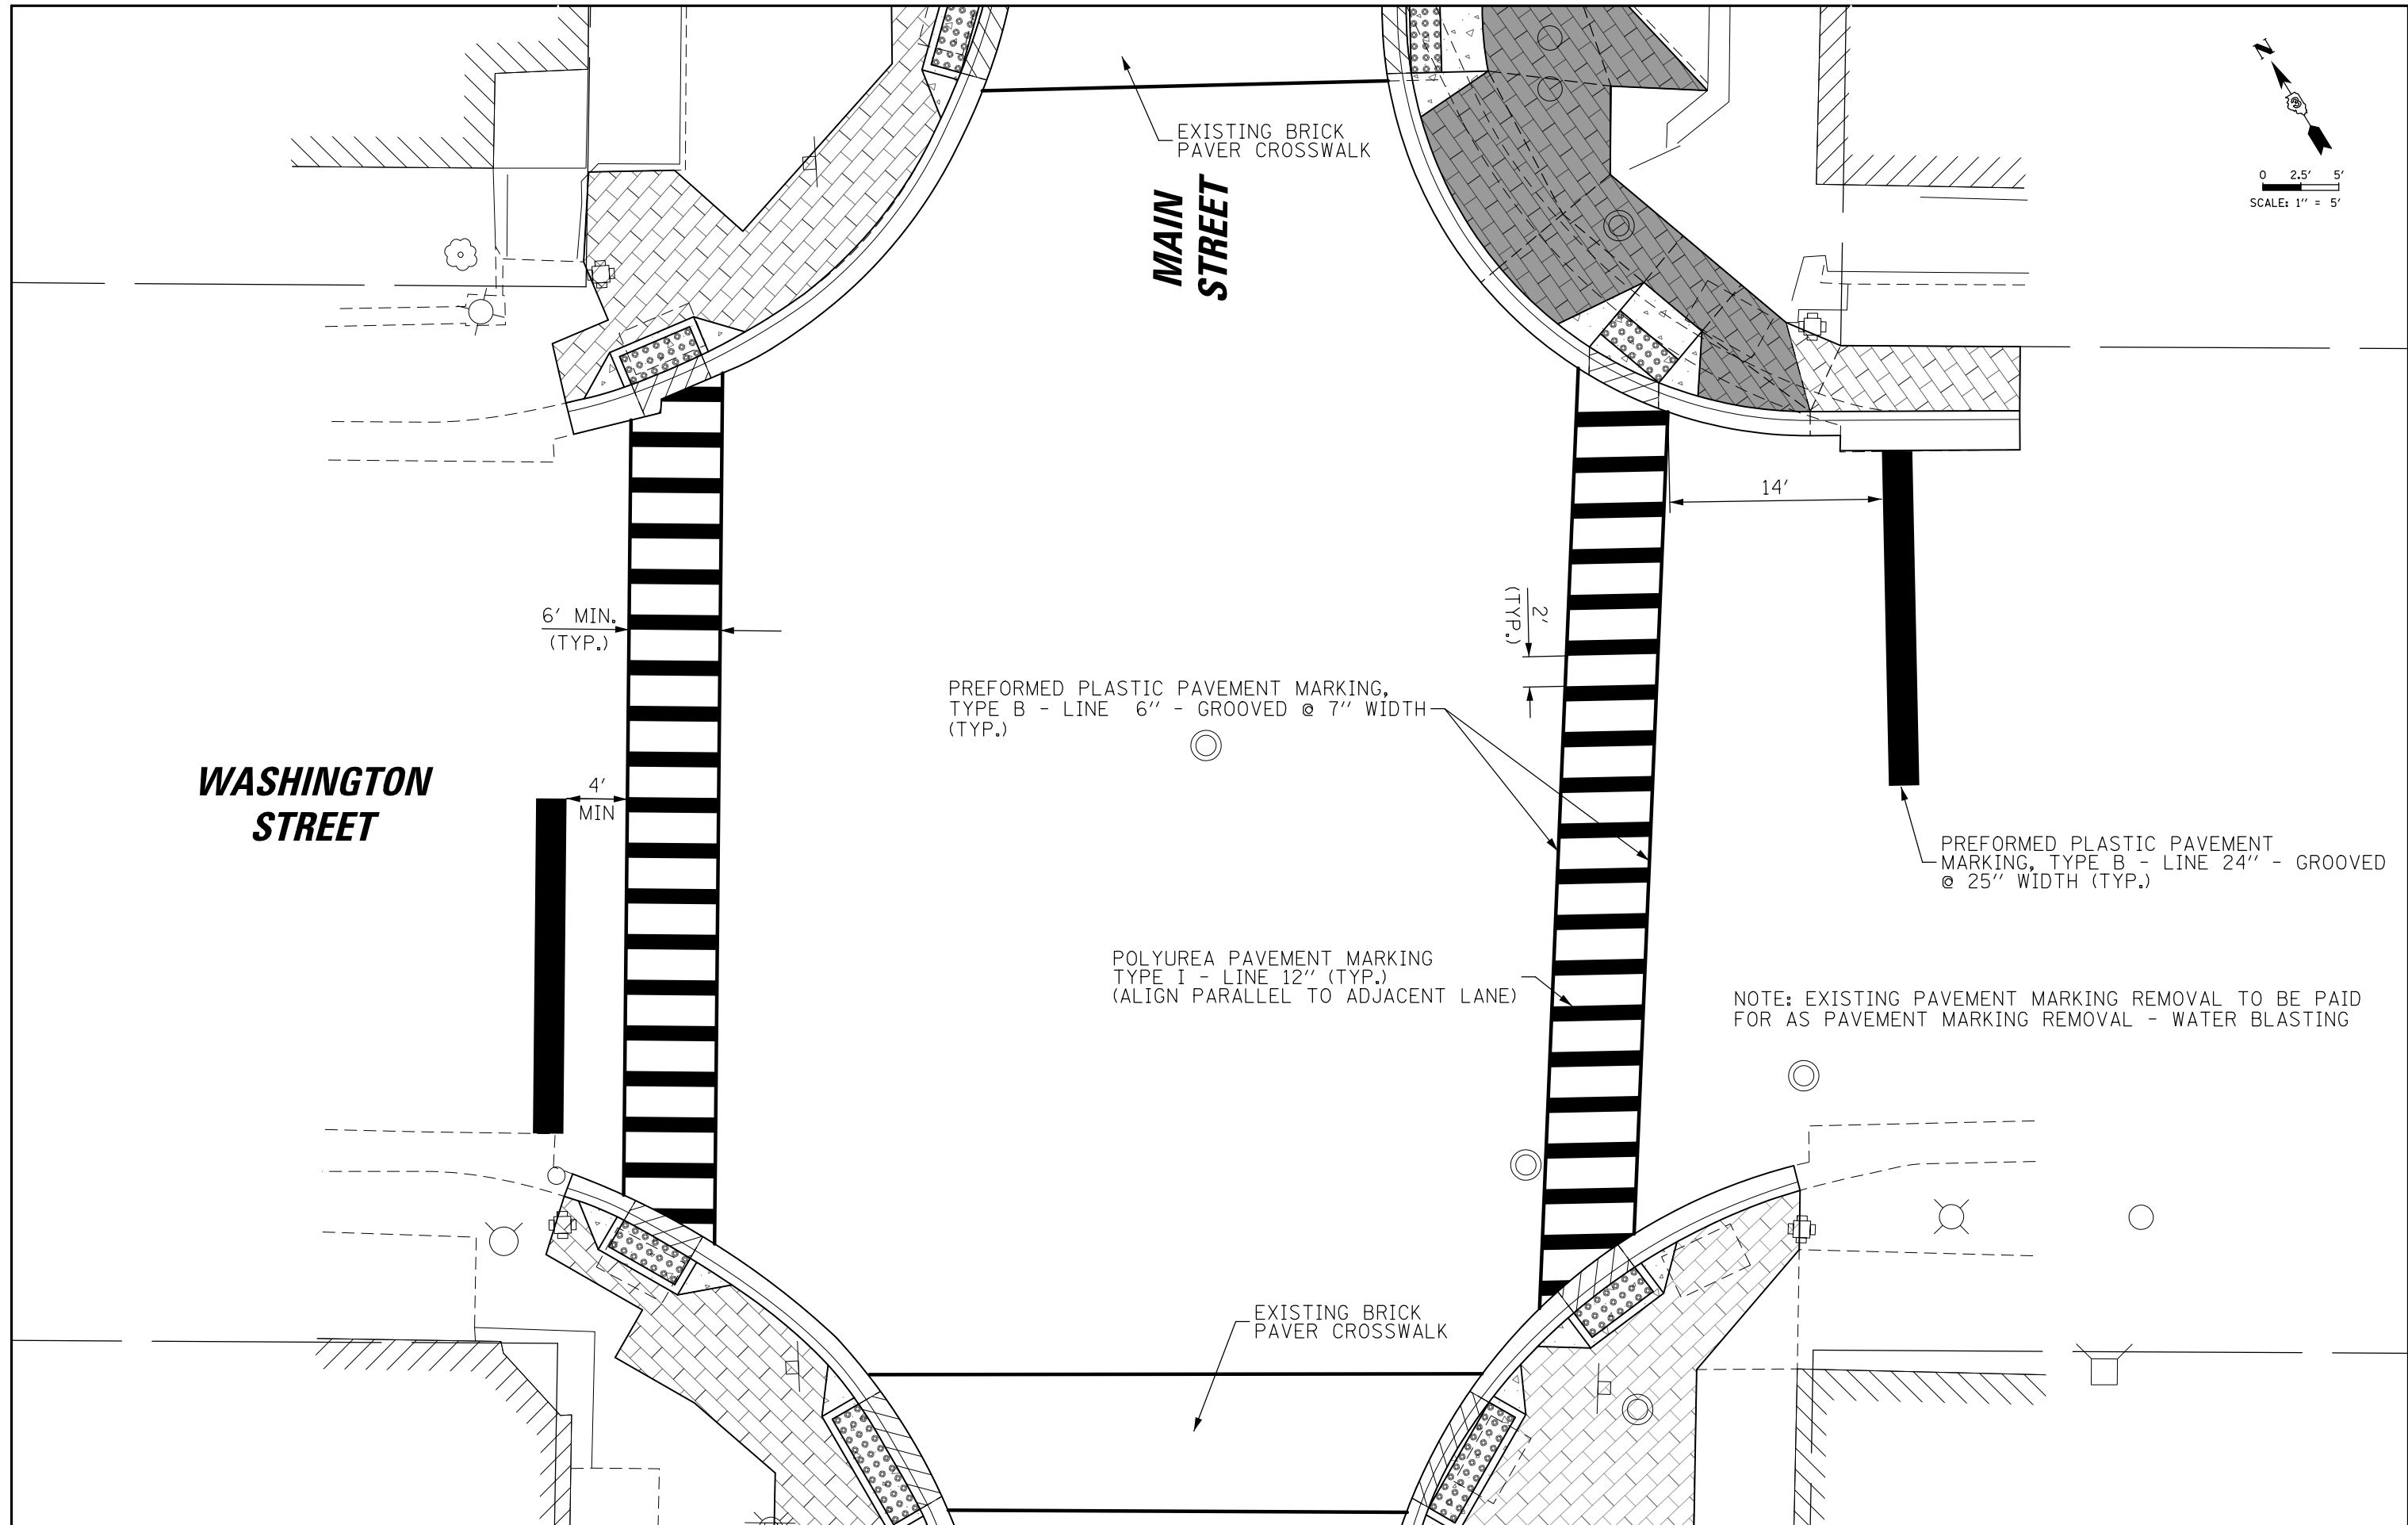 EXISTING BRICK
PAVER CROSSWALK
N
0 2.5' 5'
SCALE: 1" = 5'
MAIN
STREET
14'
6' MIN.
(TYP.)
2'
(TYP.)
PREFORMED PLASTIC PAVEMENT MARKING,
TYPE B - LINE 6" - GROOVED @ 7" WIDTH
(TYP.)
WASHINGTON
STREET
4'
MIN
PREFORMED PLASTIC PAVEMENT
MARKING, TYPE B - LINE 24" - GROOVED
@ 25" WIDTH (TYP.)
POLYUREA PAVEMENT MARKING
TYPE I - LINE 12" (TYP.)
(ALIGN PARALLEL TO ADJACENT LANE)
NOTE: EXISTING PAVEMENT MARKING REMOVAL TO BE PAID
FOR AS PAVEMENT MARKING REMOVAL - WATER BLASTING
EXISTING BRICK
PAVER CROSSWALK